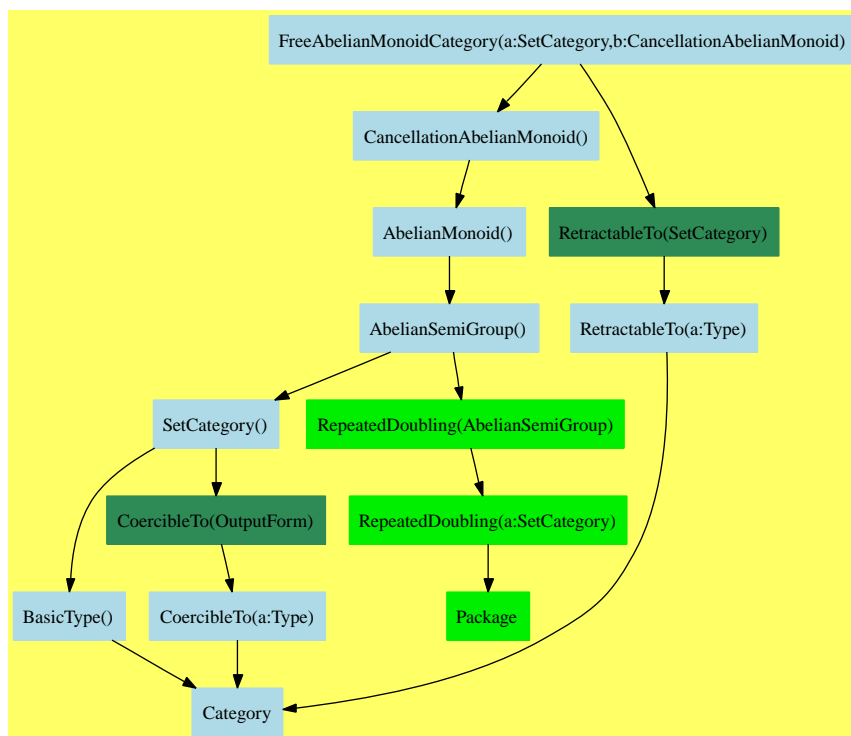 FreeAbelianMonoidCategory(a:SetCategory,b:CancellationAbelianMonoid)
CancellationAbelianMonoid()
AbelianMonoid()
RetractableTo(SetCategory)
AbelianSemiGroup()
RetractableTo(a:Type)
SetCategory()
RepeatedDoubling(AbelianSemiGroup)
CoercibleTo(OutputForm)
RepeatedDoubling(a:SetCategory)
BasicType()
CoercibleTo(a:Type)
Package
Category